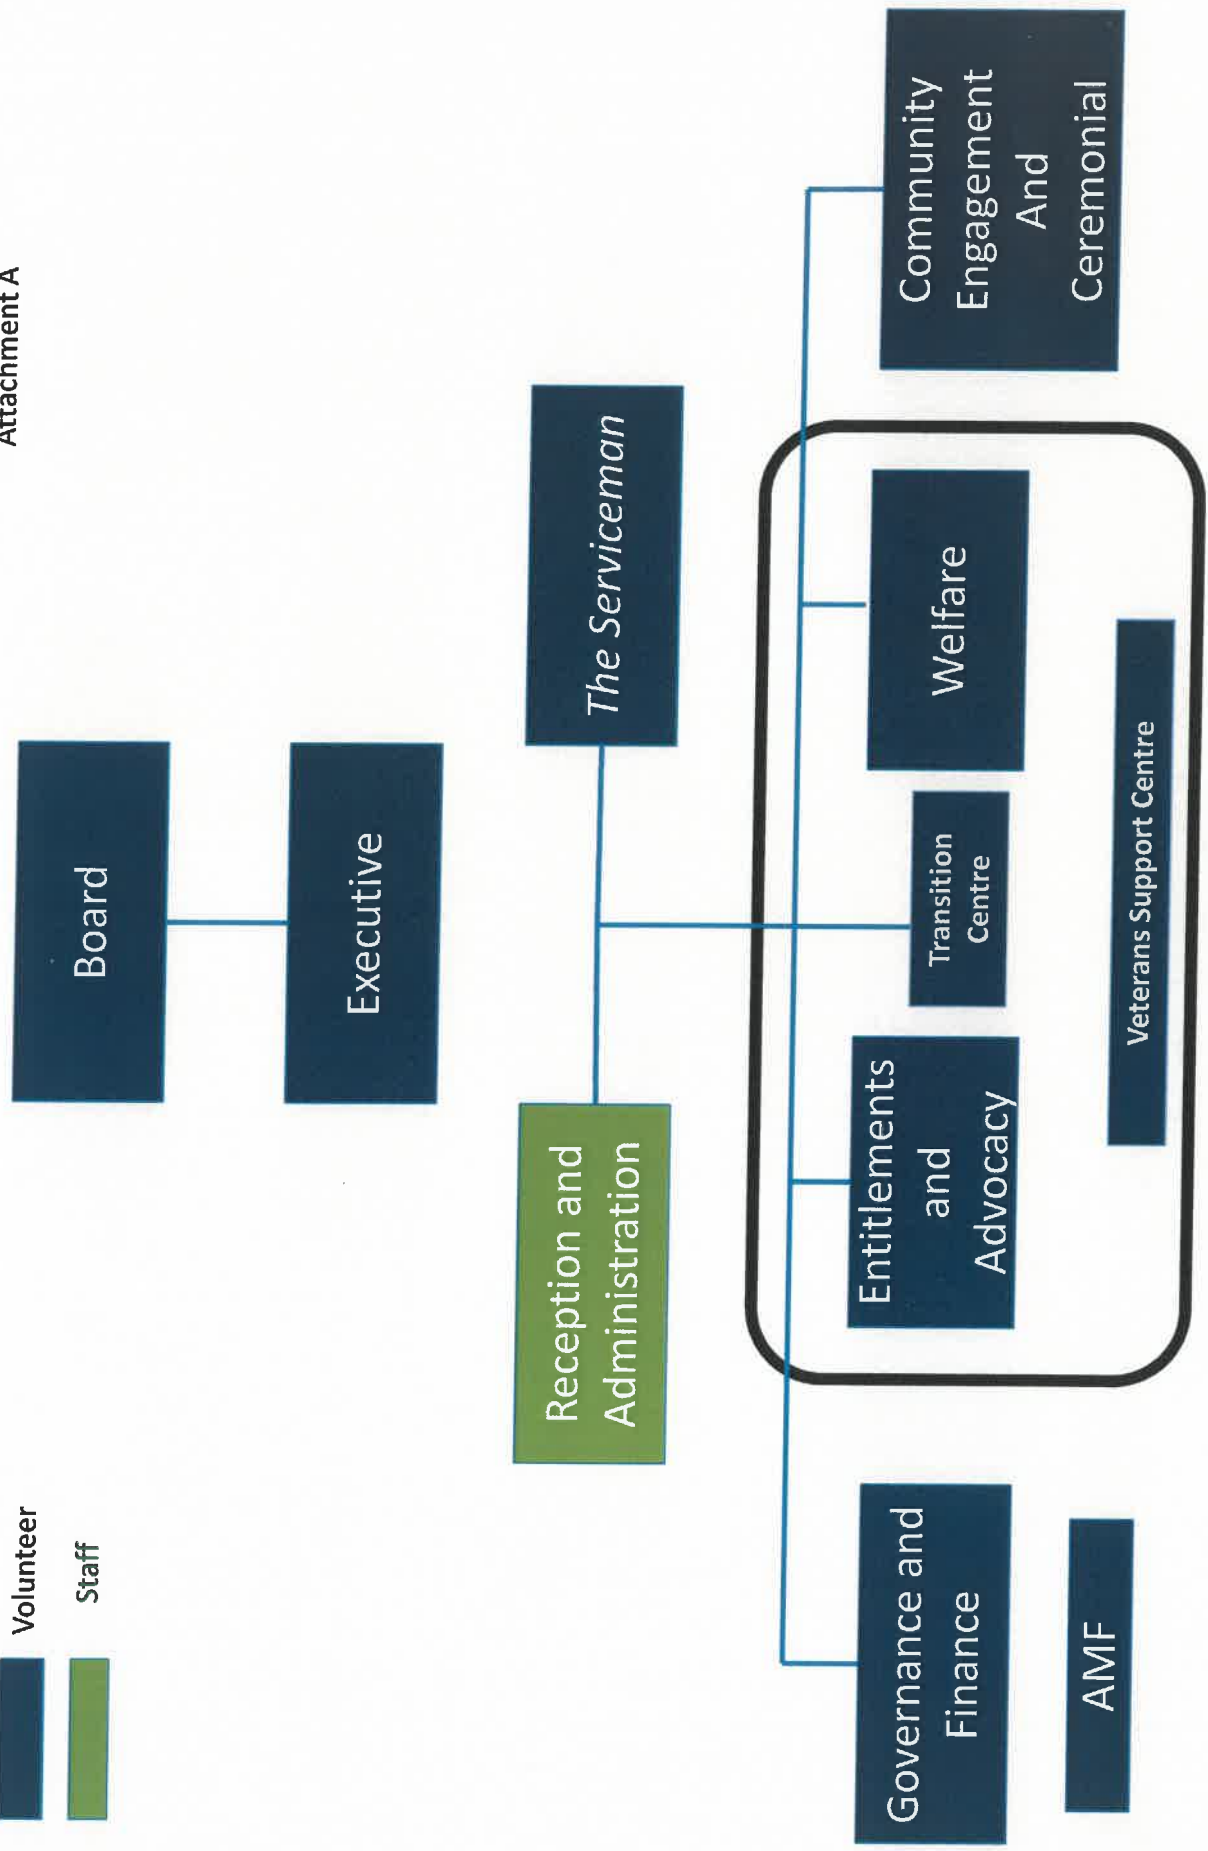 Attachment A
Volunteer
Staff
Board
Executive
Reception and
Administration
The Serviceman
Governance and
Finance
AMF
Entitlements
and
Advocacy
Transition
Centre
Welfare
Veterans Support Centre
Community
Engagement
And
Ceremonial